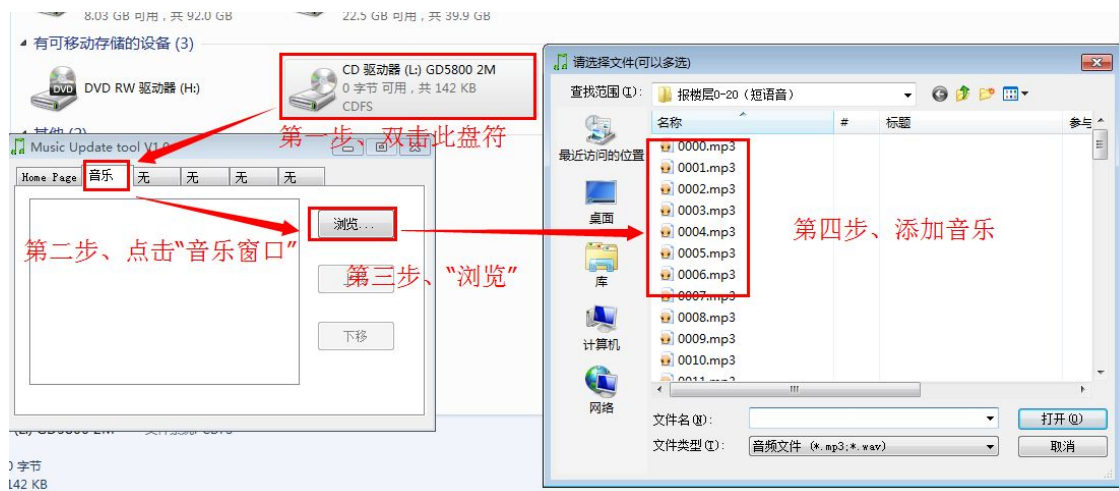 8.03 GB 可用，共 92.0 GB
22.5 GB 可用，共 39.9 GB
有可移动存储的设备 (3)
DVD RW 驱动器 (H:)
CD 驱动器 (L:) GD5800 2M
0 字节 可用，共 142 KB
CDFS
第一步、双击此盘符
Music Update tool V1.0
Home Page
音乐
无
无
无
无
浏览...
第二步、点击“音乐窗口”
第三步、“浏览”
下移
0 字节
142 KB
请选择文件(可以多选)
查找范围(I):
报楼层0-20（短语音）
名称
#
标题
参与
最近访问的位置
桌面
库
计算机
网络
0000.mp3
0001.mp3
0002.mp3
0003.mp3
0004.mp3
0005.mp3
0006.mp3
0007.mp3
0008.mp3
0009.mp3
0010.mp3
0011.mp3
第四步、添加音乐
文件名(N):
打开(O)
文件类型(T):
音频文件 (*.mp3;*.wav)
取消